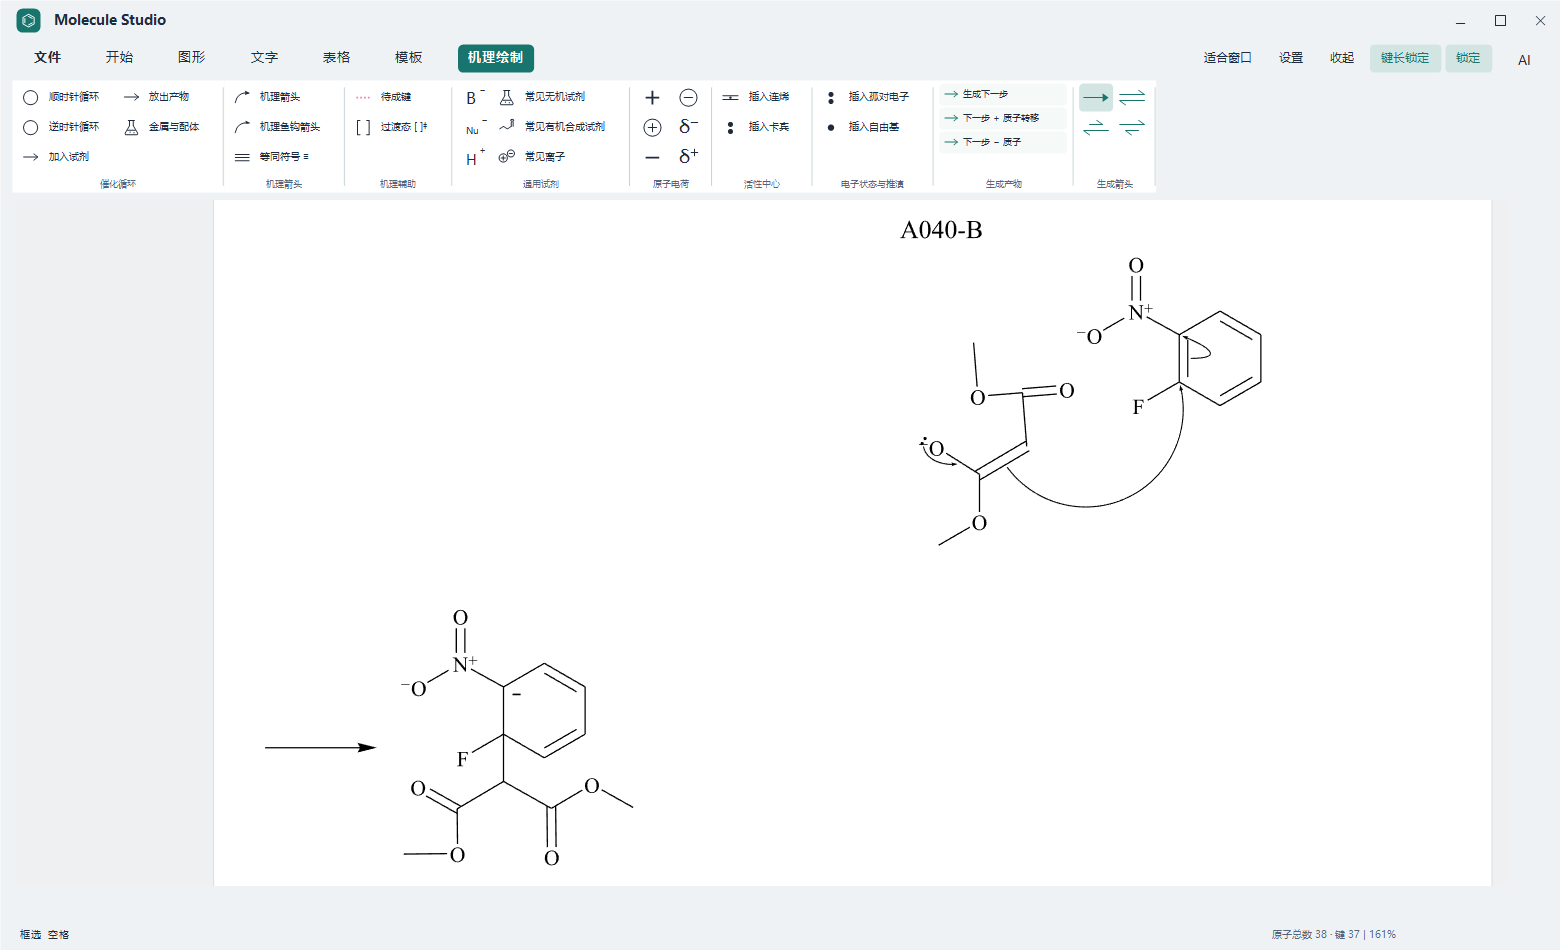 Molecule Studio
文件 开始 图形 文字 表格 模板 机理绘制 适合窗口 设置 收起 键长锁定 锁定 AI
顺时针循环 放出产物 机理箭头 待成键 B⁻ 常见无机试剂 + ⊖ 插入连烯 插入孤对电子 生成下一步
逆时针循环 金属与配体 机理鱼钩箭头 [ ] 过渡态 [ ]‡ Nu⁻ 常见有机合成试剂 ⊕ δ⁻ 插入卡宾 插入自由基 下一步 + 质子转移
加入试剂 等同符号 ≡ H⁺ 常见离子 − δ⁺ 下一步 − 质子
催化循环 机理箭头 机理辅助 通用试剂 原子电荷 活性中心 电子状态与推演 生成产物 生成箭头
A040-B
O
N⁺
⁻O
O
O
F
O
O
O
N⁺
⁻O
−
F
O
O
O
O
框选 空格 原子总数 38 · 键 37 | 161%